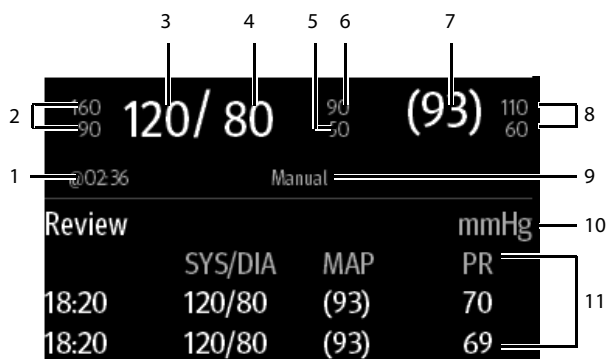 3 4 5 6 7
2 160 120/ 80 90 (93) 110 8
90 50 60
1 @02:36 Manual 9
Review mmHg 10
SYS/DIA MAP PR
18:20 120/80 (93) 70 11
18:20 120/80 (93) 69